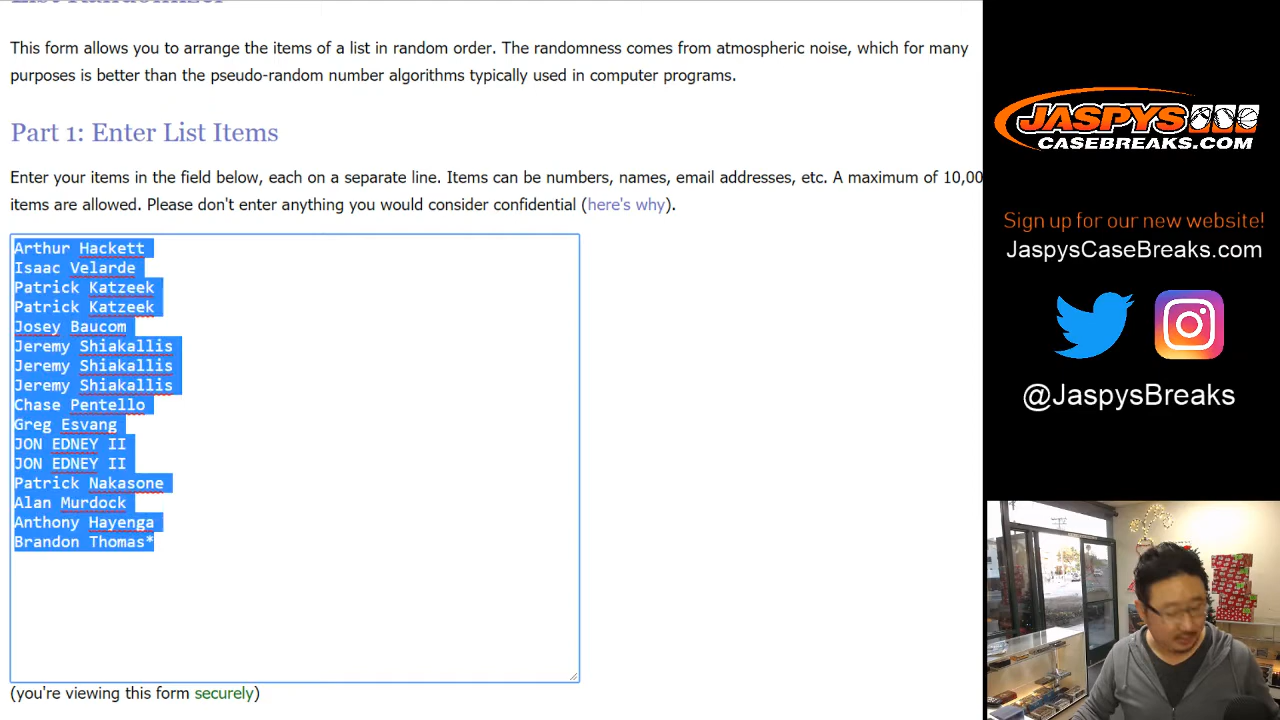 List Randomizer
This form allows you to arrange the items of a list in random order. The randomness comes from atmospheric noise, which for many
purposes is better than the pseudo-random number algorithms typically used in computer programs.
Part 1: Enter List Items
Enter your items in the field below, each on a separate line. Items can be numbers, names, email addresses, etc. A maximum of 10,00
items are allowed. Please don't enter anything you would consider confidential (here's why).
Arthur Hackett
Isaac Velarde
Patrick Katzeek
Patrick Katzeek
Josey Baucom
Jeremy Shiakallis
Jeremy Shiakallis
Jeremy Shiakallis
Chase Pentello
Greg Esvang
JON EDNEY II
JON EDNEY II
Patrick Nakasone
Alan Murdock
Anthony Hayenga
Brandon Thomas*
(you're viewing this form securely)
JASPYS
CASEBREAKS.COM
Sign up for our new website!
JaspysCaseBreaks.com
@JaspysBreaks